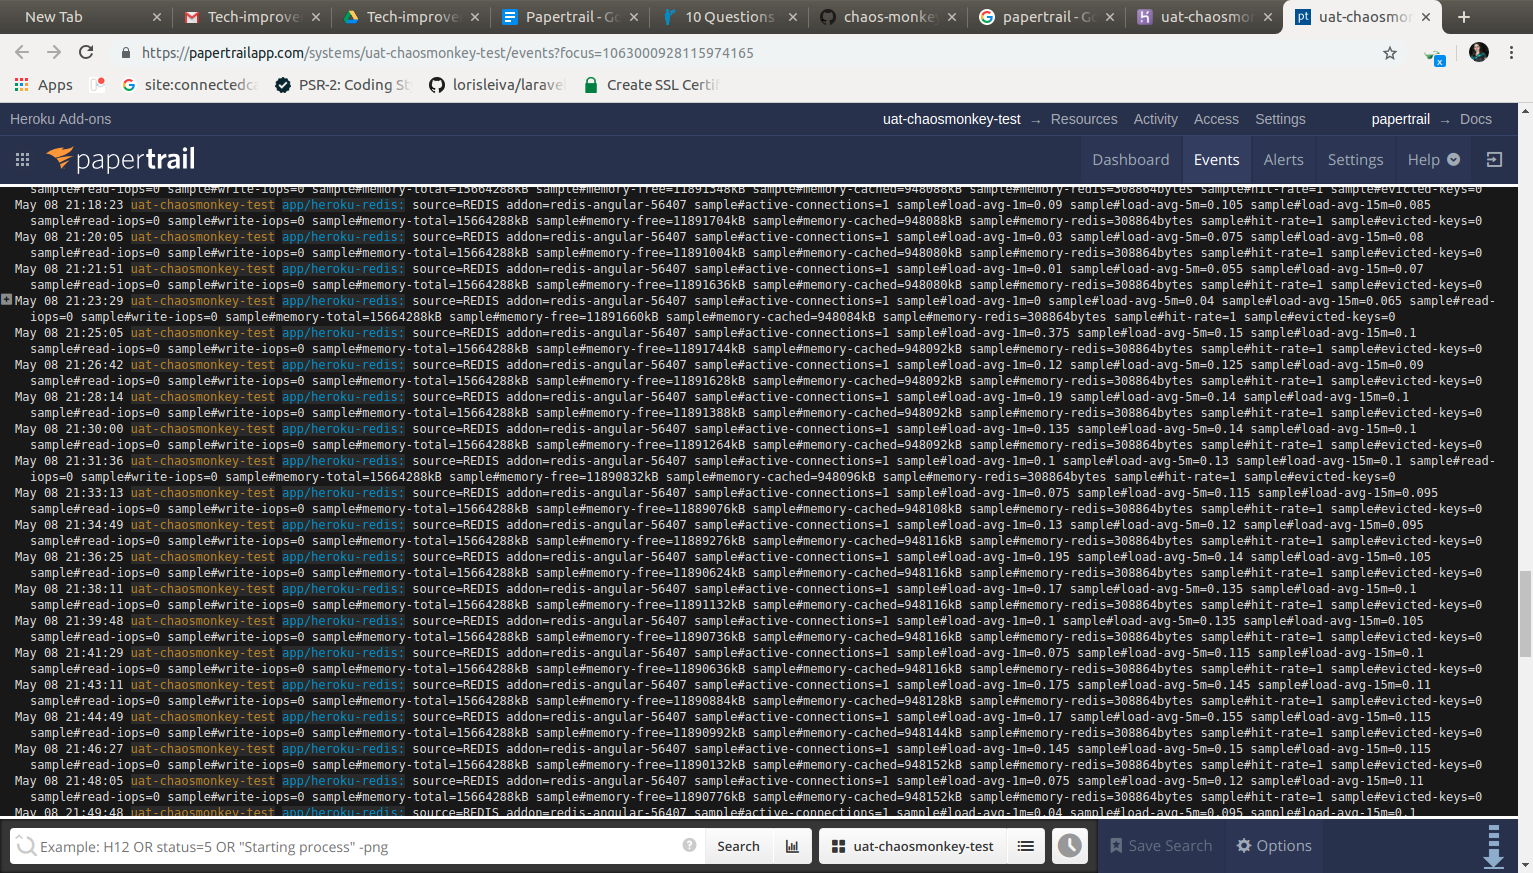 New Tab
Tech-improve
Tech-improve
Papertrail - Go
10 Questions
chaos-monke
papertrail - Go
uat-chaosmo
uat-chaosmon
https://papertrailapp.com/systems/uat-chaosmonkey-test/events?focus=1063000928115974165
x
Apps
site:connectedca
PSR-2: Coding St
lorisleiva/larave
Create SSL Certif
Heroku Add-ons
uat-chaosmonkey-test → Resources Activity Access Settings papertrail → Docs
papertrail
Dashboard Events Alerts Settings Help
sample#read-iops=0 sample#write-iops=0 sample#memory-total=15664288kB sample#memory-free=11891348kB sample#memory-cached=948088kB sample#memory-redis=308864bytes sample#hit-rate=1 sample#evicted-keys=0
May 08 21:18:23 uat-chaosmonkey-test app/heroku-redis: source=REDIS addon=redis-angular-56407 sample#active-connections=1 sample#load-avg-1m=0.09 sample#load-avg-5m=0.105 sample#load-avg-15m=0.085
sample#read-iops=0 sample#write-iops=0 sample#memory-total=15664288kB sample#memory-free=11891704kB sample#memory-cached=948088kB sample#memory-redis=308864bytes sample#hit-rate=1 sample#evicted-keys=0
May 08 21:20:05 uat-chaosmonkey-test app/heroku-redis: source=REDIS addon=redis-angular-56407 sample#active-connections=1 sample#load-avg-1m=0.03 sample#load-avg-5m=0.075 sample#load-avg-15m=0.08
sample#read-iops=0 sample#write-iops=0 sample#memory-total=15664288kB sample#memory-free=11891004kB sample#memory-cached=948080kB sample#memory-redis=308864bytes sample#hit-rate=1 sample#evicted-keys=0
May 08 21:21:51 uat-chaosmonkey-test app/heroku-redis: source=REDIS addon=redis-angular-56407 sample#active-connections=1 sample#load-avg-1m=0.01 sample#load-avg-5m=0.055 sample#load-avg-15m=0.07
sample#read-iops=0 sample#write-iops=0 sample#memory-total=15664288kB sample#memory-free=11891636kB sample#memory-cached=948080kB sample#memory-redis=308864bytes sample#hit-rate=1 sample#evicted-keys=0
May 08 21:23:29 uat-chaosmonkey-test app/heroku-redis: source=REDIS addon=redis-angular-56407 sample#active-connections=1 sample#load-avg-1m=0 sample#load-avg-5m=0.04 sample#load-avg-15m=0.065 sample#read-
iops=0 sample#write-iops=0 sample#memory-total=15664288kB sample#memory-free=11891660kB sample#memory-cached=948084kB sample#memory-redis=308864bytes sample#hit-rate=1 sample#evicted-keys=0
May 08 21:25:05 uat-chaosmonkey-test app/heroku-redis: source=REDIS addon=redis-angular-56407 sample#active-connections=1 sample#load-avg-1m=0.375 sample#load-avg-5m=0.15 sample#load-avg-15m=0.1
sample#read-iops=0 sample#write-iops=0 sample#memory-total=15664288kB sample#memory-free=11891744kB sample#memory-cached=948092kB sample#memory-redis=308864bytes sample#hit-rate=1 sample#evicted-keys=0
May 08 21:26:42 uat-chaosmonkey-test app/heroku-redis: source=REDIS addon=redis-angular-56407 sample#active-connections=1 sample#load-avg-1m=0.12 sample#load-avg-5m=0.125 sample#load-avg-15m=0.09
sample#read-iops=0 sample#write-iops=0 sample#memory-total=15664288kB sample#memory-free=11891628kB sample#memory-cached=948092kB sample#memory-redis=308864bytes sample#hit-rate=1 sample#evicted-keys=0
May 08 21:28:14 uat-chaosmonkey-test app/heroku-redis: source=REDIS addon=redis-angular-56407 sample#active-connections=1 sample#load-avg-1m=0.19 sample#load-avg-5m=0.14 sample#load-avg-15m=0.1
sample#read-iops=0 sample#write-iops=0 sample#memory-total=15664288kB sample#memory-free=11891388kB sample#memory-cached=948092kB sample#memory-redis=308864bytes sample#hit-rate=1 sample#evicted-keys=0
May 08 21:30:00 uat-chaosmonkey-test app/heroku-redis: source=REDIS addon=redis-angular-56407 sample#active-connections=1 sample#load-avg-1m=0.135 sample#load-avg-5m=0.14 sample#load-avg-15m=0.1
sample#read-iops=0 sample#write-iops=0 sample#memory-total=15664288kB sample#memory-free=11891264kB sample#memory-cached=948092kB sample#memory-redis=308864bytes sample#hit-rate=1 sample#evicted-keys=0
May 08 21:31:36 uat-chaosmonkey-test app/heroku-redis: source=REDIS addon=redis-angular-56407 sample#active-connections=1 sample#load-avg-1m=0.1 sample#load-avg-5m=0.13 sample#load-avg-15m=0.1 sample#read-
iops=0 sample#write-iops=0 sample#memory-total=15664288kB sample#memory-free=11890832kB sample#memory-cached=948096kB sample#memory-redis=308864bytes sample#hit-rate=1 sample#evicted-keys=0
May 08 21:33:13 uat-chaosmonkey-test app/heroku-redis: source=REDIS addon=redis-angular-56407 sample#active-connections=1 sample#load-avg-1m=0.075 sample#load-avg-5m=0.115 sample#load-avg-15m=0.095
sample#read-iops=0 sample#write-iops=0 sample#memory-total=15664288kB sample#memory-free=11889076kB sample#memory-cached=948108kB sample#memory-redis=308864bytes sample#hit-rate=1 sample#evicted-keys=0
May 08 21:34:49 uat-chaosmonkey-test app/heroku-redis: source=REDIS addon=redis-angular-56407 sample#active-connections=1 sample#load-avg-1m=0.13 sample#load-avg-5m=0.12 sample#load-avg-15m=0.095
sample#read-iops=0 sample#write-iops=0 sample#memory-total=15664288kB sample#memory-free=11889276kB sample#memory-cached=948116kB sample#memory-redis=308864bytes sample#hit-rate=1 sample#evicted-keys=0
May 08 21:36:25 uat-chaosmonkey-test app/heroku-redis: source=REDIS addon=redis-angular-56407 sample#active-connections=1 sample#load-avg-1m=0.195 sample#load-avg-5m=0.14 sample#load-avg-15m=0.105
sample#read-iops=0 sample#write-iops=0 sample#memory-total=15664288kB sample#memory-free=11890624kB sample#memory-cached=948116kB sample#memory-redis=308864bytes sample#hit-rate=1 sample#evicted-keys=0
May 08 21:38:11 uat-chaosmonkey-test app/heroku-redis: source=REDIS addon=redis-angular-56407 sample#active-connections=1 sample#load-avg-1m=0.17 sample#load-avg-5m=0.135 sample#load-avg-15m=0.1
sample#read-iops=0 sample#write-iops=0 sample#memory-total=15664288kB sample#memory-free=11891132kB sample#memory-cached=948116kB sample#memory-redis=308864bytes sample#hit-rate=1 sample#evicted-keys=0
May 08 21:39:48 uat-chaosmonkey-test app/heroku-redis: source=REDIS addon=redis-angular-56407 sample#active-connections=1 sample#load-avg-1m=0.1 sample#load-avg-5m=0.135 sample#load-avg-15m=0.105
sample#read-iops=0 sample#write-iops=0 sample#memory-total=15664288kB sample#memory-free=11890736kB sample#memory-cached=948116kB sample#memory-redis=308864bytes sample#hit-rate=1 sample#evicted-keys=0
May 08 21:41:29 uat-chaosmonkey-test app/heroku-redis: source=REDIS addon=redis-angular-56407 sample#active-connections=1 sample#load-avg-1m=0.075 sample#load-avg-5m=0.115 sample#load-avg-15m=0.1
sample#read-iops=0 sample#write-iops=0 sample#memory-total=15664288kB sample#memory-free=11890636kB sample#memory-cached=948116kB sample#memory-redis=308864bytes sample#hit-rate=1 sample#evicted-keys=0
May 08 21:43:11 uat-chaosmonkey-test app/heroku-redis: source=REDIS addon=redis-angular-56407 sample#active-connections=1 sample#load-avg-1m=0.175 sample#load-avg-5m=0.145 sample#load-avg-15m=0.11
sample#read-iops=0 sample#write-iops=0 sample#memory-total=15664288kB sample#memory-free=11890884kB sample#memory-cached=948128kB sample#memory-redis=308864bytes sample#hit-rate=1 sample#evicted-keys=0
May 08 21:44:49 uat-chaosmonkey-test app/heroku-redis: source=REDIS addon=redis-angular-56407 sample#active-connections=1 sample#load-avg-1m=0.17 sample#load-avg-5m=0.155 sample#load-avg-15m=0.115
sample#read-iops=0 sample#write-iops=0 sample#memory-total=15664288kB sample#memory-free=11890992kB sample#memory-cached=948144kB sample#memory-redis=308864bytes sample#hit-rate=1 sample#evicted-keys=0
May 08 21:46:27 uat-chaosmonkey-test app/heroku-redis: source=REDIS addon=redis-angular-56407 sample#active-connections=1 sample#load-avg-1m=0.145 sample#load-avg-5m=0.15 sample#load-avg-15m=0.115
sample#read-iops=0 sample#write-iops=0 sample#memory-total=15664288kB sample#memory-free=11890132kB sample#memory-cached=948152kB sample#memory-redis=308864bytes sample#hit-rate=1 sample#evicted-keys=0
May 08 21:48:05 uat-chaosmonkey-test app/heroku-redis: source=REDIS addon=redis-angular-56407 sample#active-connections=1 sample#load-avg-1m=0.075 sample#load-avg-5m=0.12 sample#load-avg-15m=0.11
sample#read-iops=0 sample#write-iops=0 sample#memory-total=15664288kB sample#memory-free=11890776kB sample#memory-cached=948152kB sample#memory-redis=308864bytes sample#hit-rate=1 sample#evicted-keys=0
May 08 21:49:48 uat-chaosmonkey-test app/heroku-redis: source=REDIS addon=redis-angular-56407 sample#active-connections=1 sample#load-avg-1m=0.04 sample#load-avg-5m=0.095 sample#load-avg-15m=0.1
Example: H12 OR status=5 OR "Starting process" -png
?
Search
uat-chaosmonkey-test
Save Search
Options